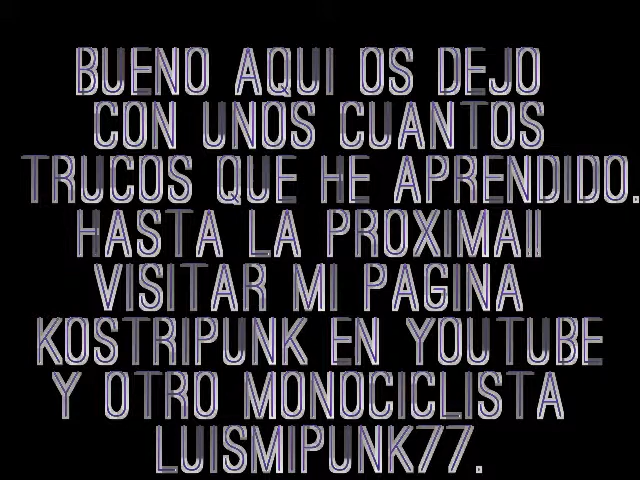 BUENO AQUI OS DEJO
CON UNOS CUANTOS
TRUCOS QUE HE APRENDIDO.
HASTA LA PROXIMA!!
VISITAR MI PAGINA
KOSTRIPUNK EN YOUTUBE
Y OTRO MONOCICLISTA
LUISMIPUNK77.